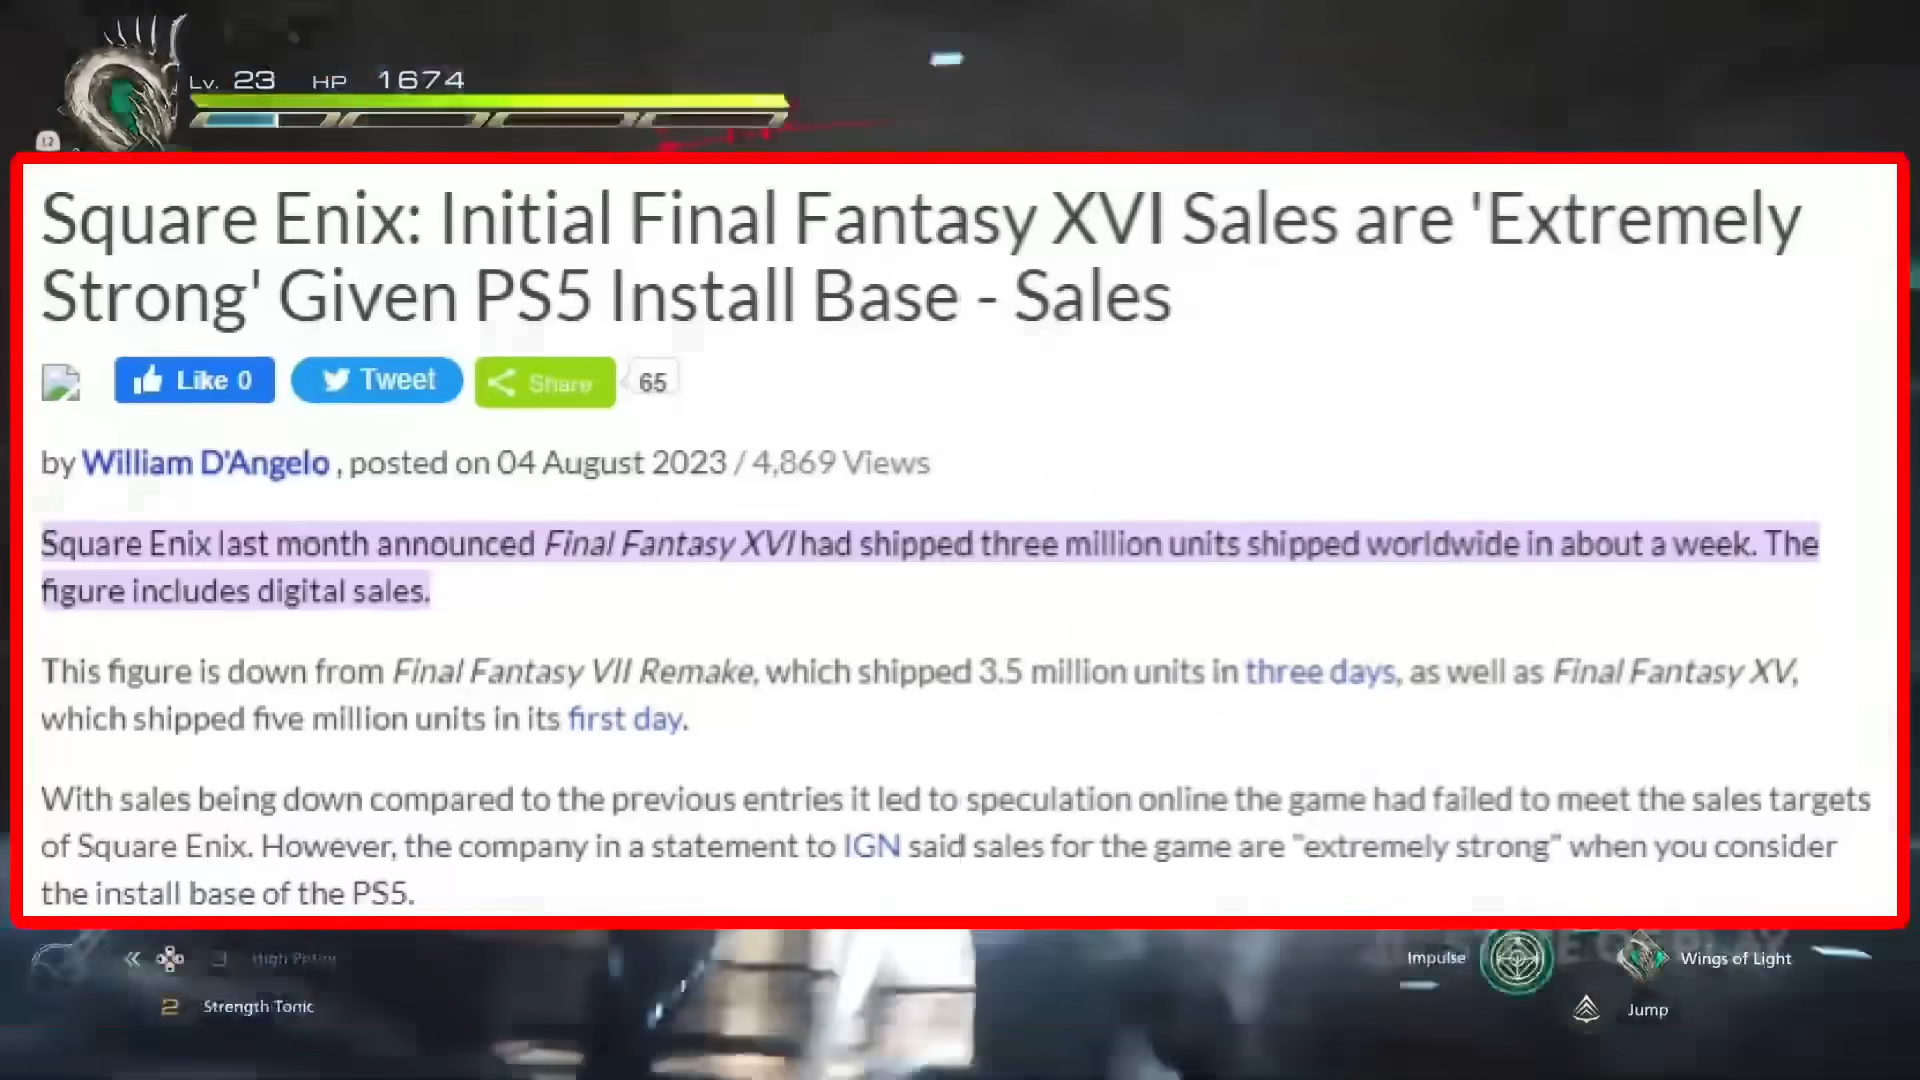 Lv. 23 HP 1674
L2
Square Enix: Initial Final Fantasy XVI Sales are 'Extremely
Strong' Given PS5 Install Base - Sales
Like 0
Tweet
Share
65
by William D'Angelo , posted on 04 August 2023 / 4,869 Views
Square Enix last month announced Final Fantasy XVI had shipped three million units shipped worldwide in about a week. The
figure includes digital sales.
This figure is down from Final Fantasy VII Remake, which shipped 3.5 million units in three days, as well as Final Fantasy XV,
which shipped five million units in its first day.
With sales being down compared to the previous entries it led to speculation online the game had failed to meet the sales targets
of Square Enix. However, the company in a statement to IGN said sales for the game are "extremely strong" when you consider
the install base of the PS5.
High Potion
2 Strength Tonic
Impulse
Wings of Light
Jump